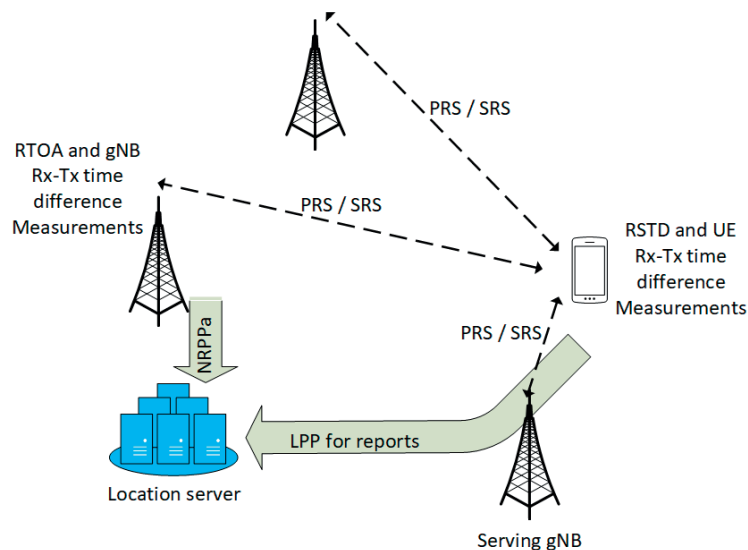 PRS / SRS
RTOA and gNB
Rx-Tx time
difference
Measurements
PRS / SRS
RSTD and UE
Rx-Tx time
difference
Measurements
PRS / SRS
NRPPa
LPP for reports
Location server
Serving gNB